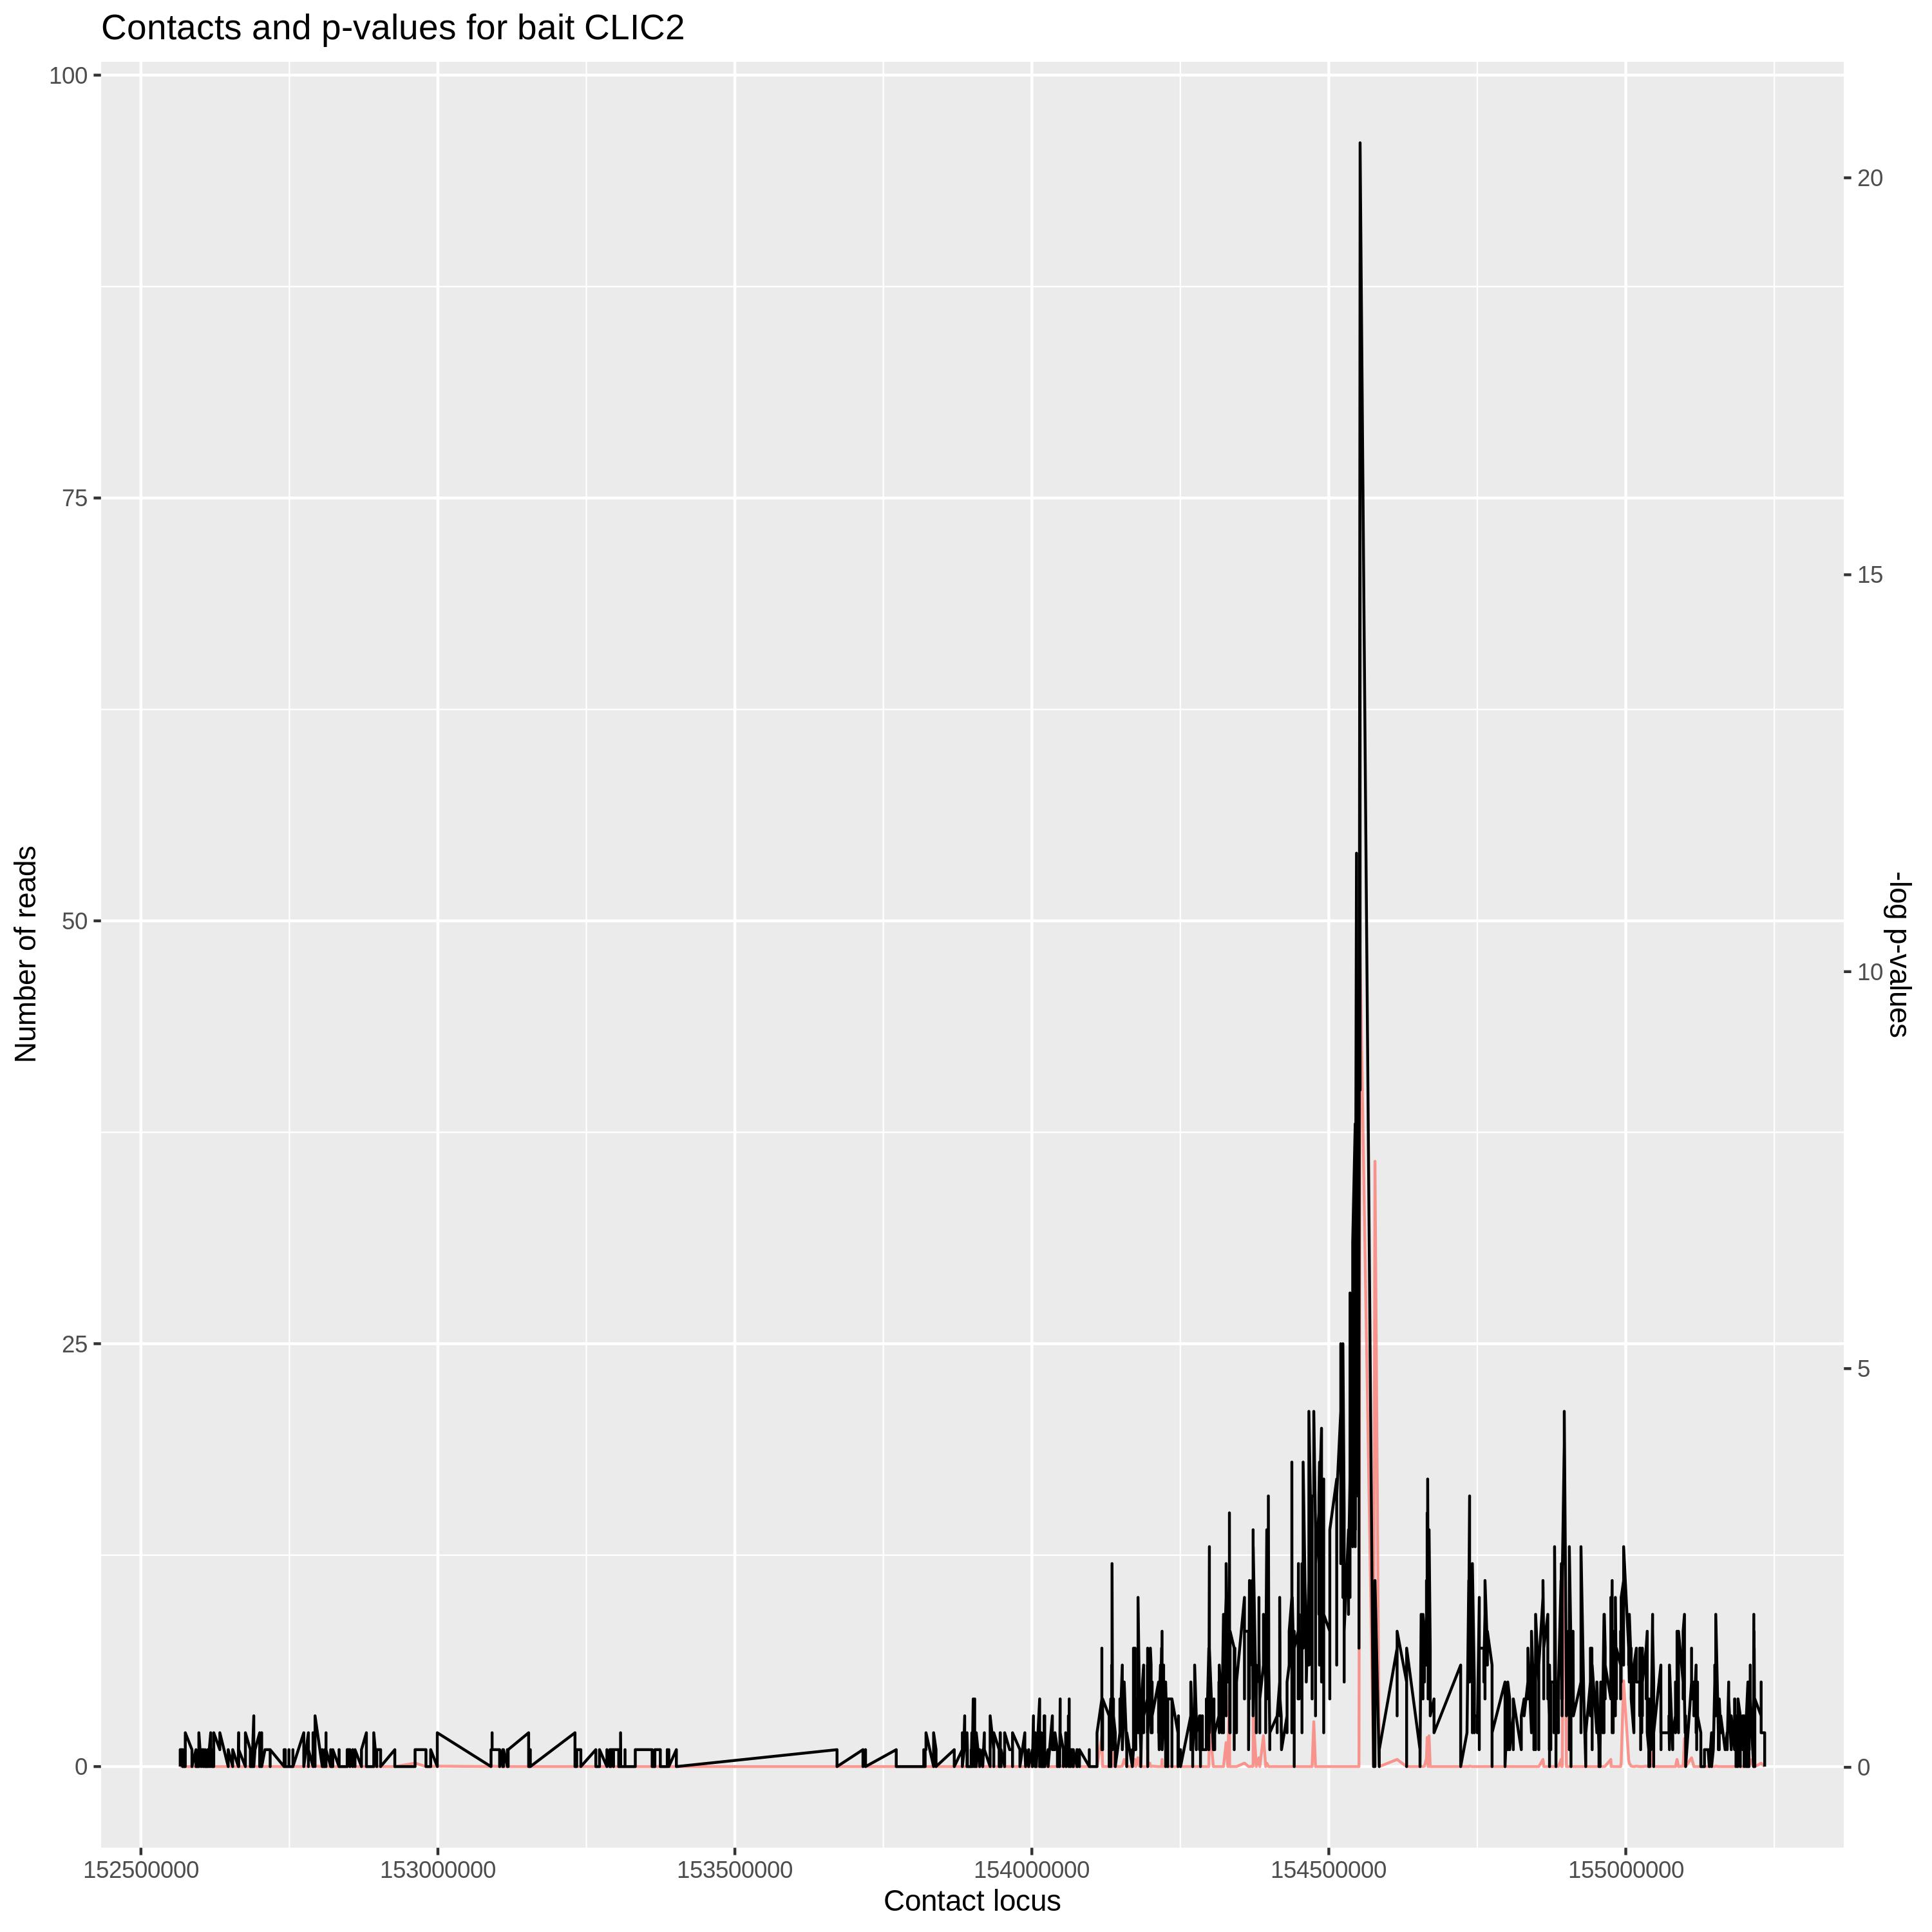 Contacts and p-values for bait CLIC2
100
75
50
25
0
Number of reads
20
15
10
5
0
-log p-values
152500000 153000000 153500000 154000000 154500000 155000000
Contact locus